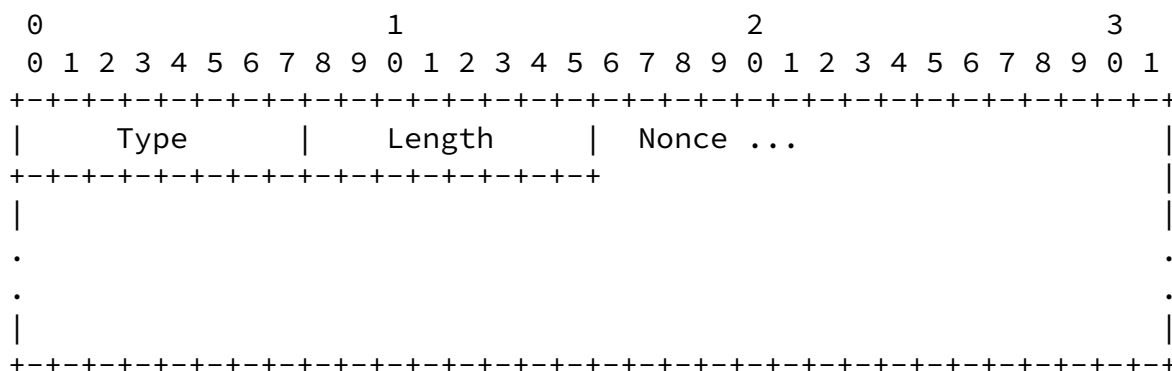 0                   1                   2                   3
0 1 2 3 4 5 6 7 8 9 0 1 2 3 4 5 6 7 8 9 0 1 2 3 4 5 6 7 8 9 0 1
+-+-+-+-+-+-+-+-+-+-+-+-+-+-+-+-+-+-+-+-+-+-+-+-+-+-+-+-+-+-+-+-+
|     Type      |    Length     |  Nonce ...                    |
+-+-+-+-+-+-+-+-+-+-+-+-+-+-+-+-+                               |
|                                                               |
.                                                               .
.                                                               .
|                                                               |
+-+-+-+-+-+-+-+-+-+-+-+-+-+-+-+-+-+-+-+-+-+-+-+-+-+-+-+-+-+-+-+-+